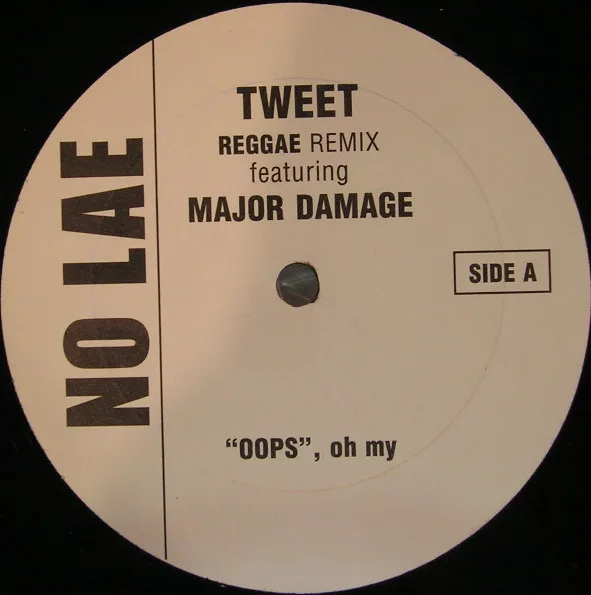 NO LAE
TWEET
REGGAE REMIX
featuring
MAJOR DAMAGE
SIDE A
“OOPS”, oh my